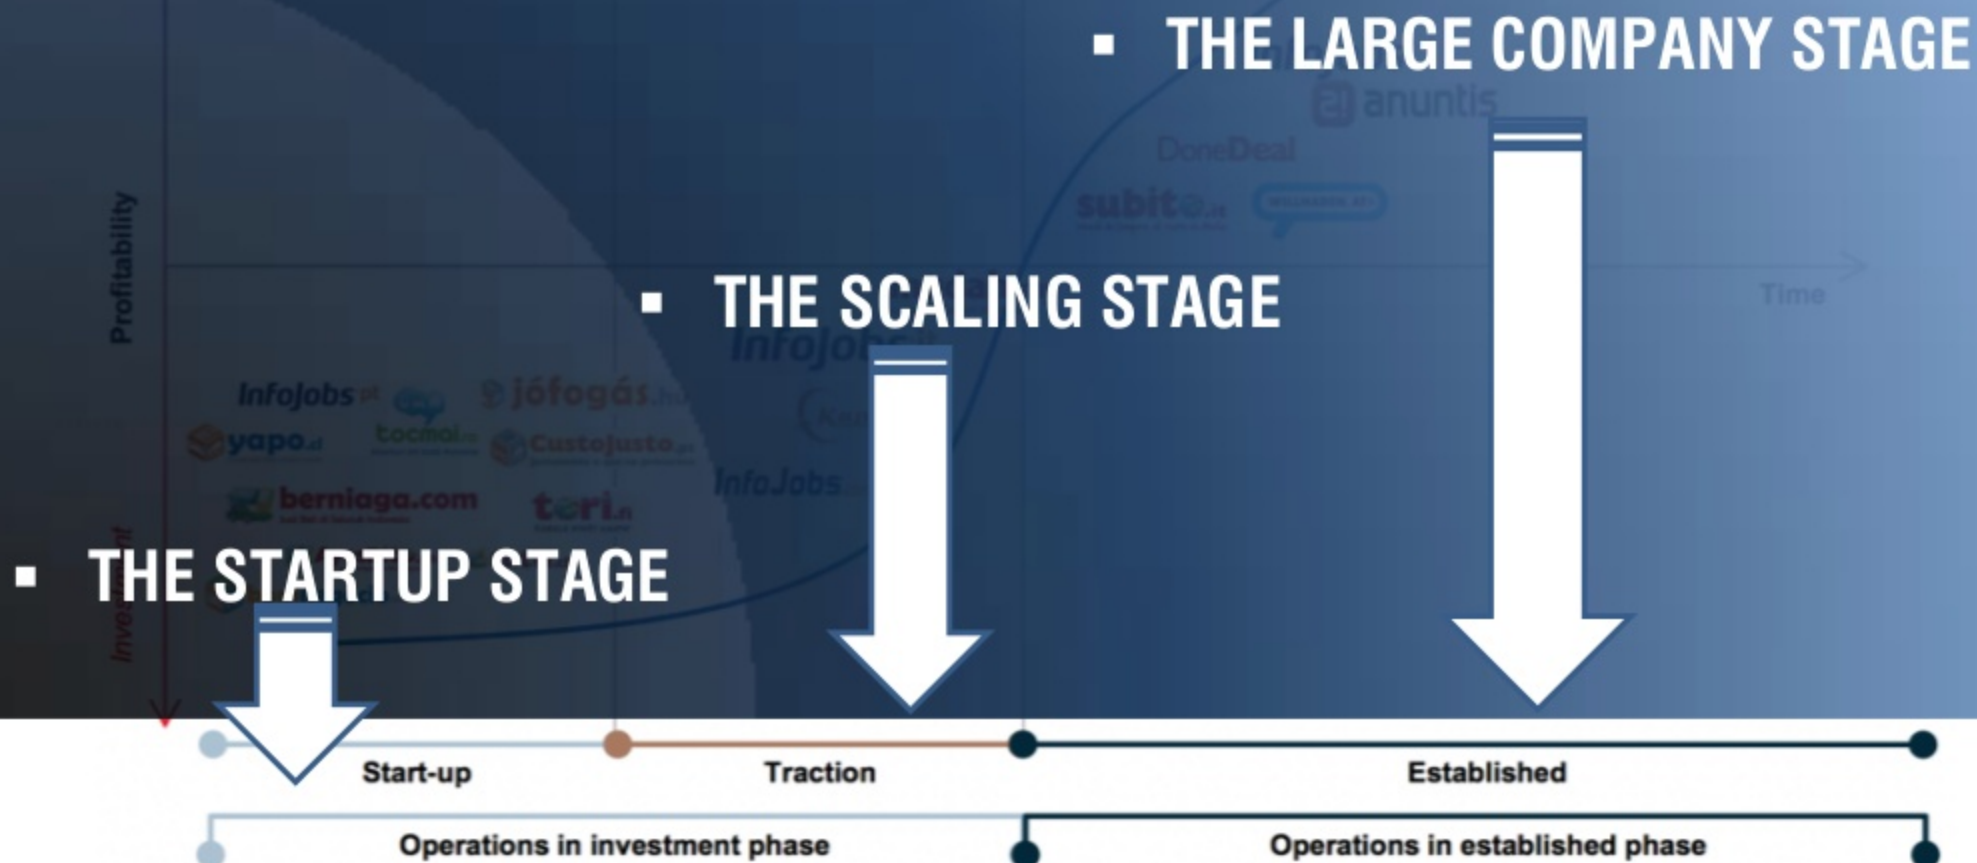 ▪ THE LARGE COMPANY STAGE
anuntis
DoneDeal
subito.it
Profitability
▪ THE SCALING STAGE
Time
InfoJobs
InfoJobs pt
jófogás.hu
yapo.cl
tocmai.ro
CustoJusto.pt
InfoJobs
berniaga.com
tori.fi
▪ THE STARTUP STAGE
Start-up
Traction
Established
Operations in investment phase
Operations in established phase